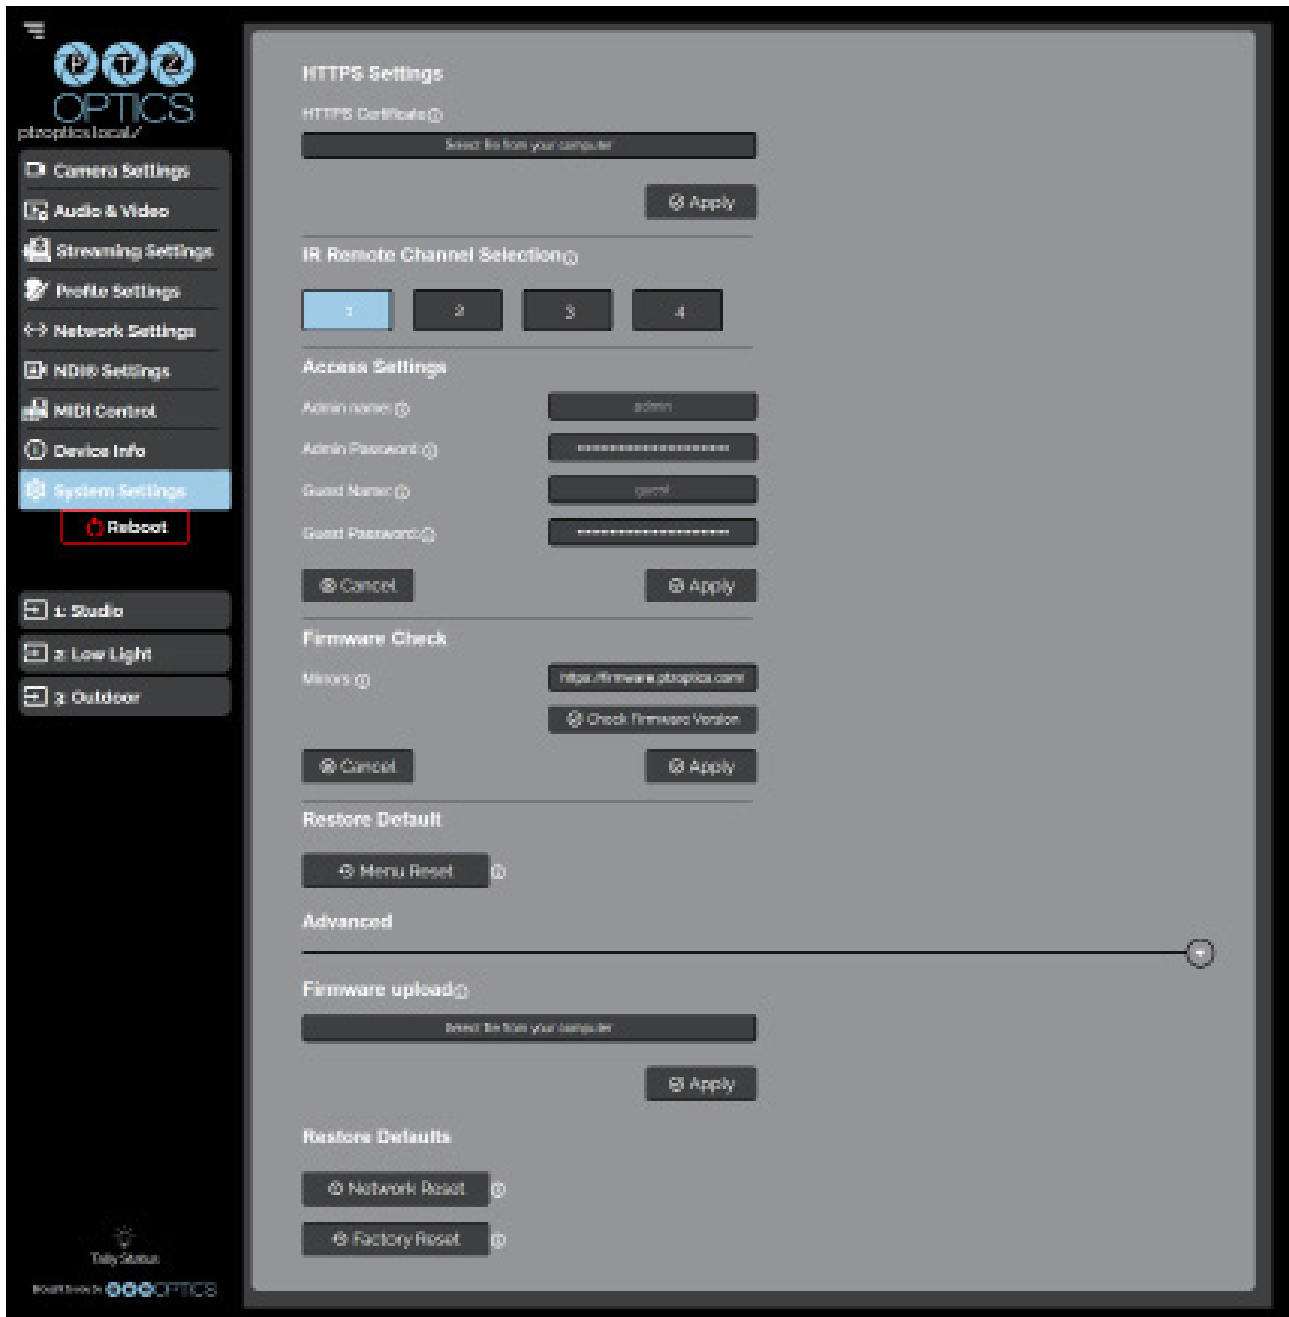 PTZ
OPTICS
ptzoptics.local/
Camera Settings
Audio & Video
Streaming Settings
Profile Settings
Network Settings
NDI® Settings
MIDI Control
Device Info
System Settings
Reboot
1: Studio
2: Low Light
3: Outdoor
Tally Status
OPTICS
HTTPS Settings
HTTPS Certificate
Select file from your computer
Apply
IR Remote Channel Selection
1 2 3 4
Access Settings
Admin name: admin
Admin Password: ••••••••••••••••••••
Guest Name: guest
Guest Password: ••••••••••••••••••••
Cancel Apply
Firmware Check
Mirrors https://firmware.ptzoptics.com/
Check Firmware Version
Cancel Apply
Restore Default
Menu Reset
Advanced
Firmware upload
Select file from your computer
Apply
Restore Defaults
Network Reset
Factory Reset